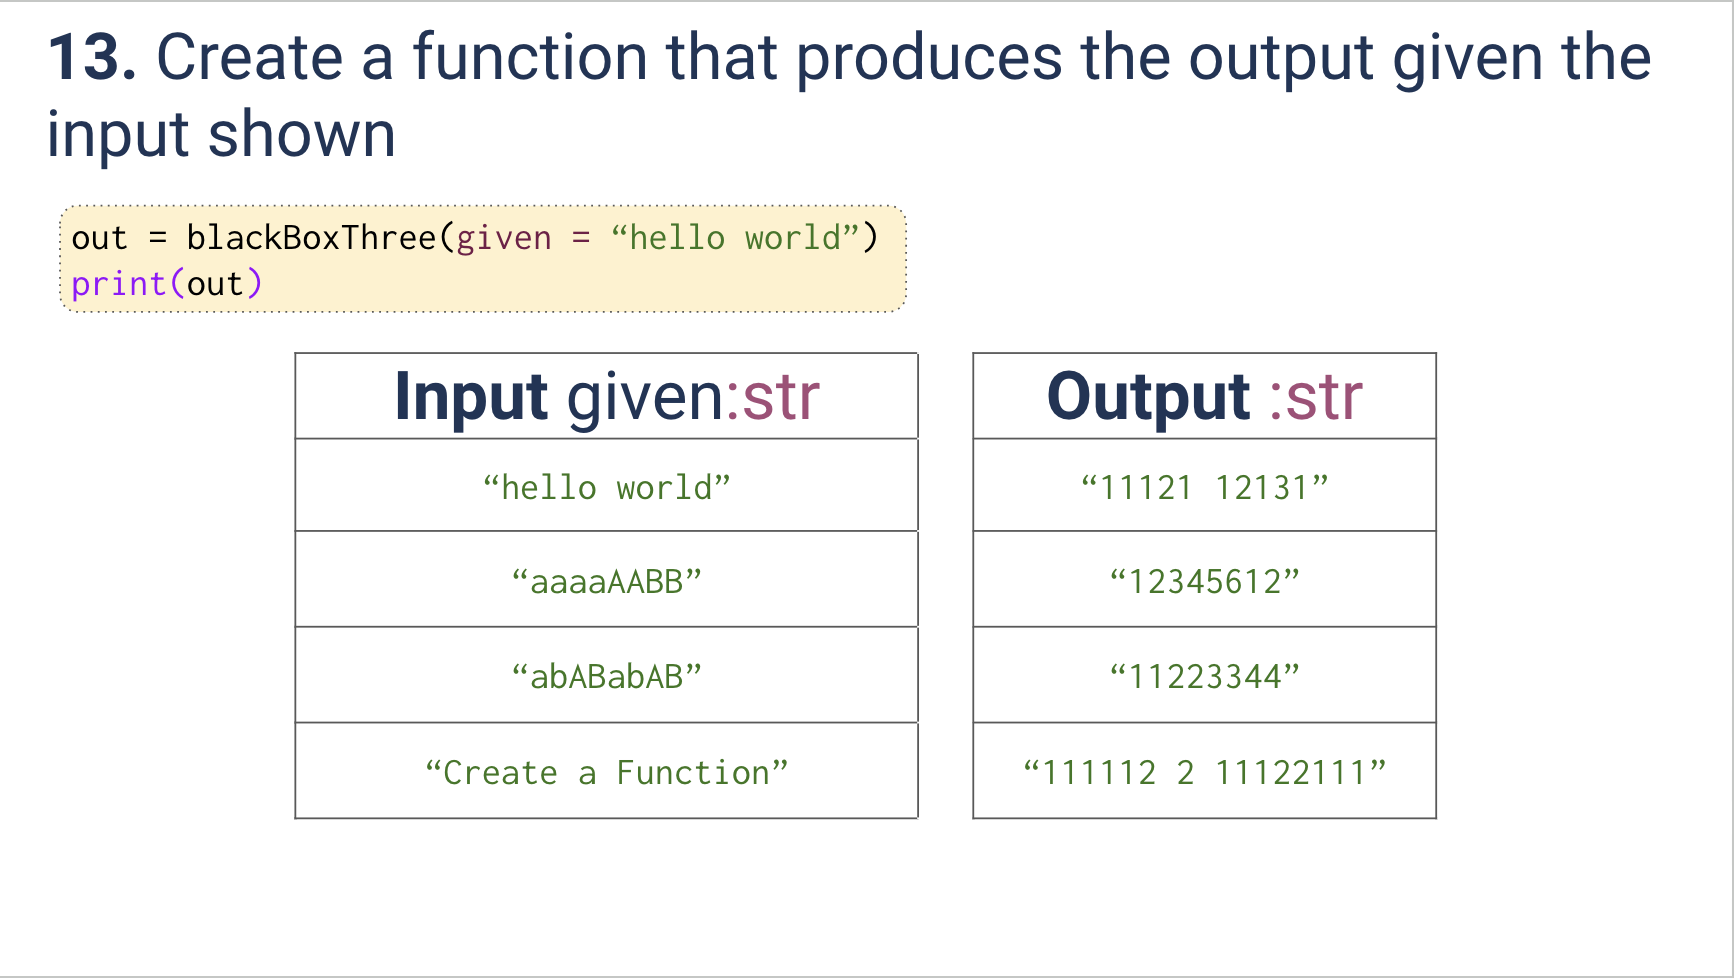 13. Create a function that produces the output given the
input shown
out = blackBoxThree(given = “hello world”)
print(out)
Input given:str
Output :str
“hello world”
“11121 12131”
“aaaaAABB”
“12345612”
“abABabAB”
“11223344”
“Create a Function”
“111112 2 11122111”